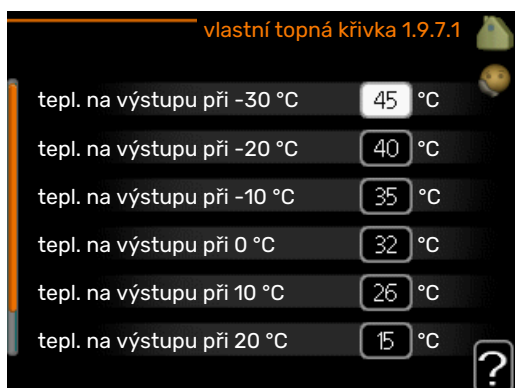 vlastní topná křivka 1.9.7.1
tepl. na výstupu při -30 °C 45 °C
tepl. na výstupu při -20 °C 40 °C
tepl. na výstupu při -10 °C 35 °C
tepl. na výstupu při 0 °C 32 °C
tepl. na výstupu při 10 °C 26 °C
tepl. na výstupu při 20 °C 15 °C
?